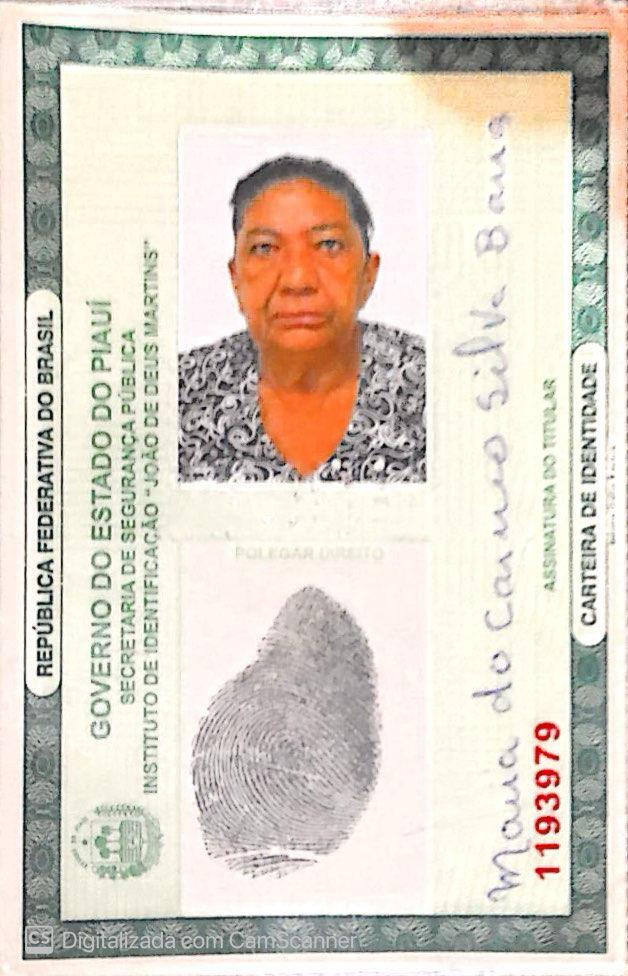 REPÚBLICA FEDERATIVA DO BRASIL
GOVERNO DO ESTADO DO PIAUÍ
SECRETARIA DE SEGURANÇA PÚBLICA
INSTITUTO DE IDENTIFICAÇÃO "JOÃO DE DEUS MARTINS"
POLEGAR DIREITO
Maria do Carmo Silva
ASSINATURA DO TITULAR
1193979
CARTEIRA DE IDENTIDADE
CS Digitalizada com CamScanner